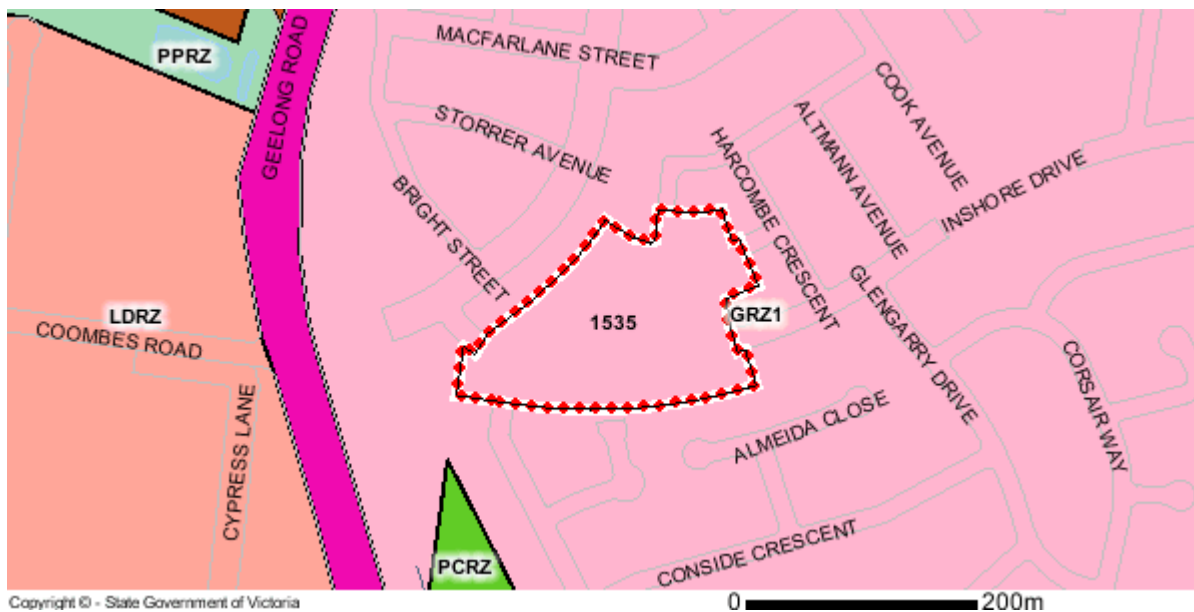 MACFARLANE STREET
PPRZ
GEELONG ROAD
COOK AVENUE
STORRER AVENUE
ALTMANN AVENUE
HARCOMBE CRESCENT
INSHORE DRIVE
BRIGHT STREET
GLENGARRY DRIVE
LDRZ
COOMBES ROAD
1535
GRZ1
CORSAIR WAY
CYPRESS LANE
ALMEIDA CLOSE
PCRZ
CONSIDE CRESCENT
Copyright © - State Government of Victoria
0 200m